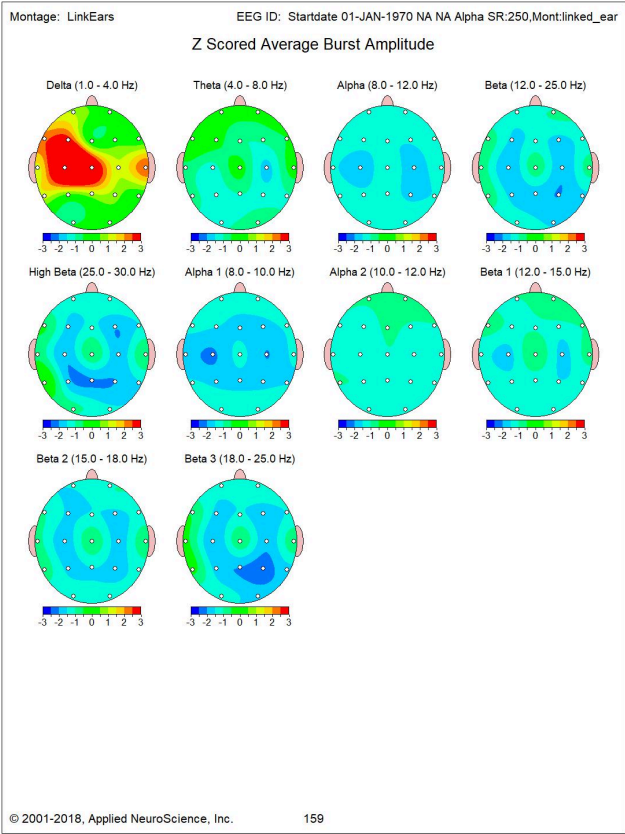 Montage: LinkEars EEG ID: Startdate 01-JAN-1970 NA NA Alpha SR:250,Mont:linked_ear
Z Scored Average Burst Amplitude
Delta (1.0 - 4.0 Hz) Theta (4.0 - 8.0 Hz) Alpha (8.0 - 12.0 Hz) Beta (12.0 - 25.0 Hz)
-3 -2 -1 0 1 2 3 -3 -2 -1 0 1 2 3 -3 -2 -1 0 1 2 3 -3 -2 -1 0 1 2 3
High Beta (25.0 - 30.0 Hz) Alpha 1 (8.0 - 10.0 Hz) Alpha 2 (10.0 - 12.0 Hz) Beta 1 (12.0 - 15.0 Hz)
-3 -2 -1 0 1 2 3 -3 -2 -1 0 1 2 3 -3 -2 -1 0 1 2 3 -3 -2 -1 0 1 2 3
Beta 2 (15.0 - 18.0 Hz) Beta 3 (18.0 - 25.0 Hz)
-3 -2 -1 0 1 2 3 -3 -2 -1 0 1 2 3
© 2001-2018, Applied NeuroScience, Inc. 159